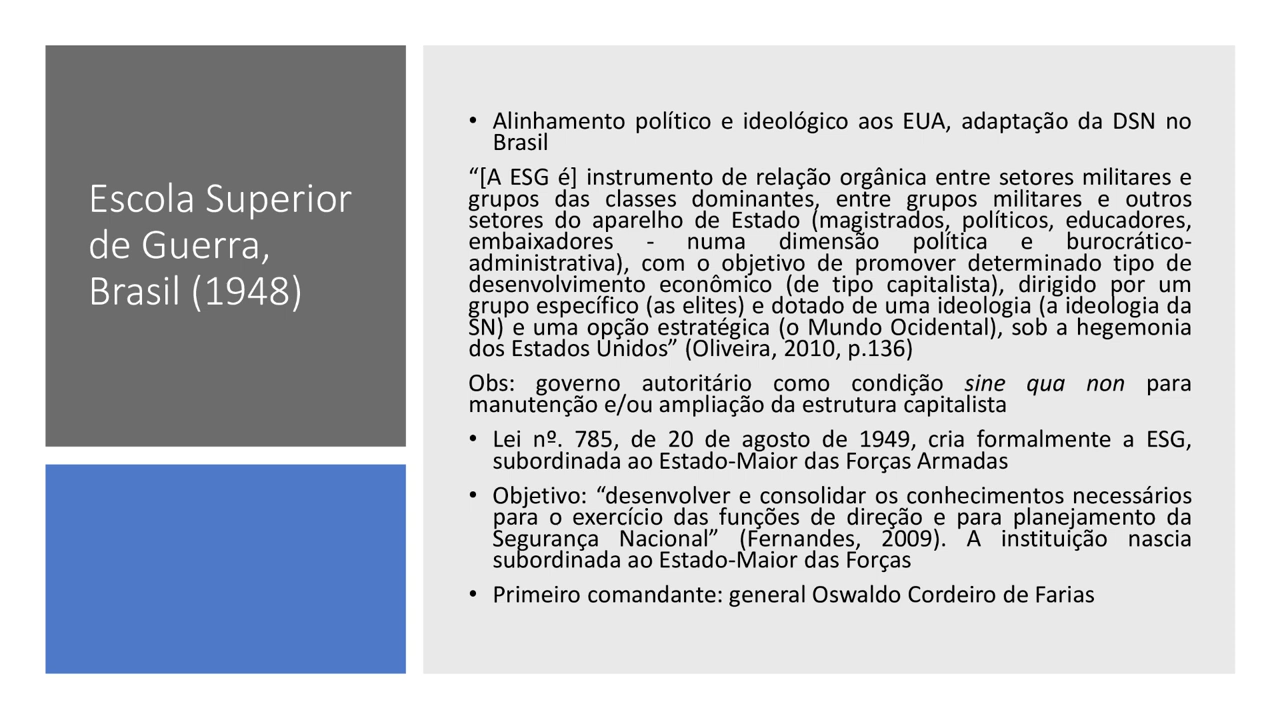 Escola Superior
de Guerra,
Brasil (1948)
• Alinhamento político e ideológico aos EUA, adaptação da DSN no
Brasil
“[A ESG é] instrumento de relação orgânica entre setores militares e
grupos das classes dominantes, entre grupos militares e outros
setores do aparelho de Estado (magistrados, políticos, educadores,
embaixadores - numa dimensão política e burocrático-
administrativa), com o objetivo de promover determinado tipo de
desenvolvimento econômico (de tipo capitalista), dirigido por um
grupo específico (as elites) e dotado de uma ideologia (a ideologia da
SN) e uma opção estratégica (o Mundo Ocidental), sob a hegemonia
dos Estados Unidos” (Oliveira, 2010, p.136)
Obs: governo autoritário como condição sine qua non para
manutenção e/ou ampliação da estrutura capitalista
• Lei nº. 785, de 20 de agosto de 1949, cria formalmente a ESG,
subordinada ao Estado-Maior das Forças Armadas
• Objetivo: “desenvolver e consolidar os conhecimentos necessários
para o exercício das funções de direção e para planejamento da
Segurança Nacional” (Fernandes, 2009). A instituição nascia
subordinada ao Estado-Maior das Forças
• Primeiro comandante: general Oswaldo Cordeiro de Farias